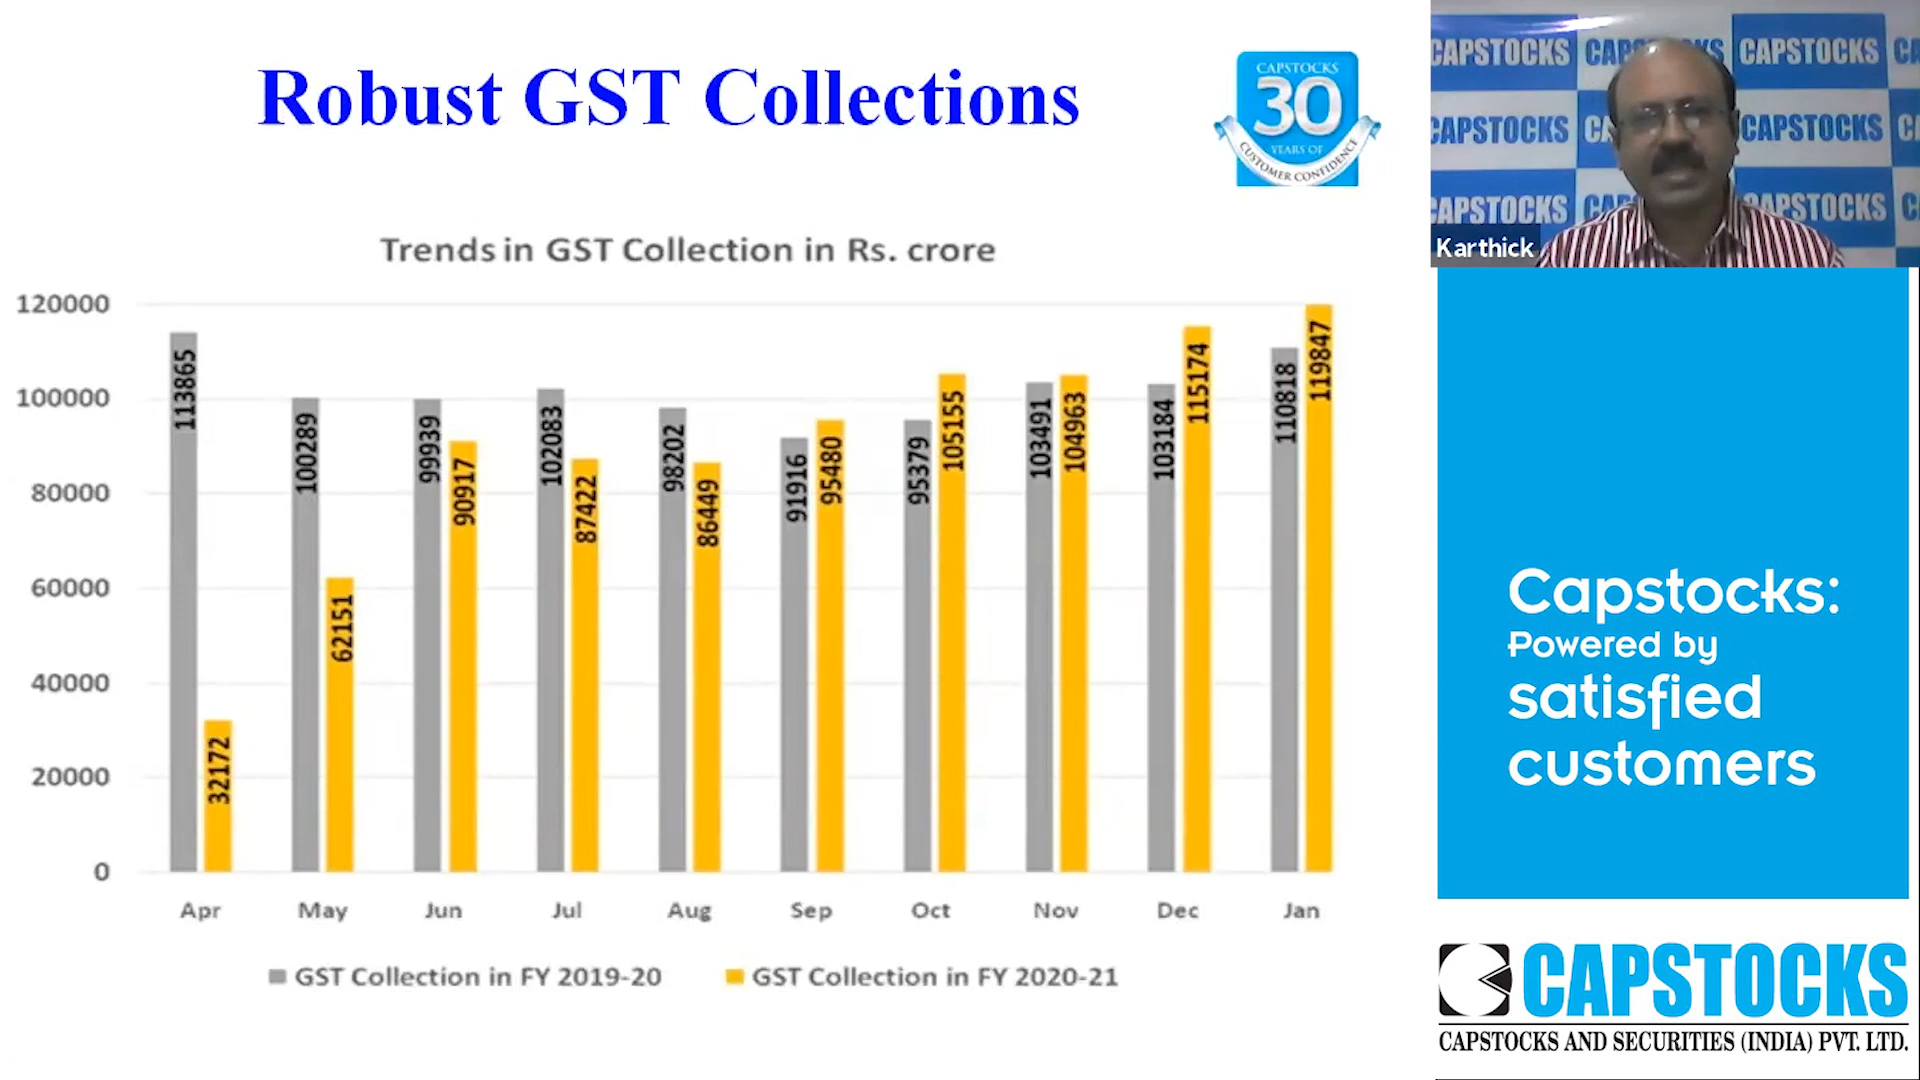 Robust GST Collections
CAPSTOCKS
30
YEARS OF
CUSTOMER CONFIDENCE
Trends in GST Collection in Rs. crore
120000
100000
80000
60000
40000
20000
0
113865
32172
100289
62151
99939
90917
102083
87422
98202
86449
91916
95480
95379
105155
103491
104963
103184
115174
110818
119847
Apr May Jun Jul Aug Sep Oct Nov Dec Jan
GST Collection in FY 2019-20 GST Collection in FY 2020-21
CAPSTOCKS CAPSTOCKS CAPSTOCKS
CAPSTOCKS CAPSTOCKS
CAPSTOCKS CAPSTOCKS
Karthick
Capstocks:
Powered by
satisfied
customers
CAPSTOCKS
CAPSTOCKS AND SECURITIES (INDIA) PVT. LTD.